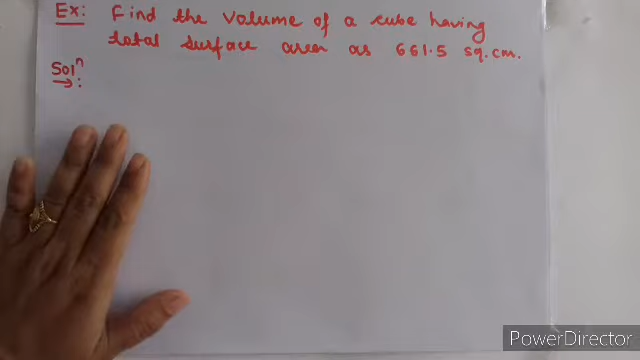 Ex: Find the volume of a cube having
total surface area as 661.5 sq.cm.
Solⁿ
→ :
PowerDirector